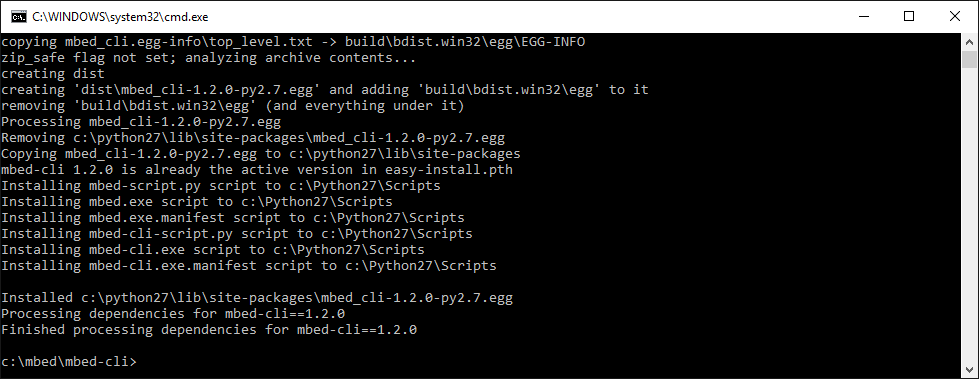 C:\WINDOWS\system32\cmd.exe
copying mbed_cli.egg-info\top_level.txt -> build\bdist.win32\egg\EGG-INFO
zip_safe flag not set; analyzing archive contents...
creating dist
creating 'dist\mbed_cli-1.2.0-py2.7.egg' and adding 'build\bdist.win32\egg' to it
removing 'build\bdist.win32\egg' (and everything under it)
Processing mbed_cli-1.2.0-py2.7.egg
Removing c:\python27\lib\site-packages\mbed_cli-1.2.0-py2.7.egg
Copying mbed_cli-1.2.0-py2.7.egg to c:\python27\lib\site-packages
mbed-cli 1.2.0 is already the active version in easy-install.pth
Installing mbed-script.py script to c:\Python27\Scripts
Installing mbed.exe script to c:\Python27\Scripts
Installing mbed.exe.manifest script to c:\Python27\Scripts
Installing mbed-cli-script.py script to c:\Python27\Scripts
Installing mbed-cli.exe script to c:\Python27\Scripts
Installing mbed-cli.exe.manifest script to c:\Python27\Scripts
Installed c:\python27\lib\site-packages\mbed_cli-1.2.0-py2.7.egg
Processing dependencies for mbed-cli==1.2.0
Finished processing dependencies for mbed-cli==1.2.0
c:\mbed\mbed-cli>